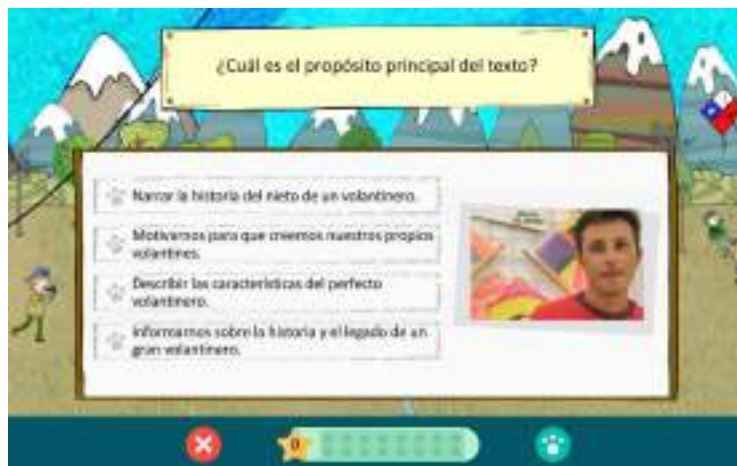 ¿Cuál es el propósito principal del texto?
Narrar la historia del nieto de un volantinero.
Motivarnos para que creemos nuestros propios
volantines.
Describir las características del perfecto
volantinero.
Informarnos sobre la historia y el legado de un
gran volantinero.
0